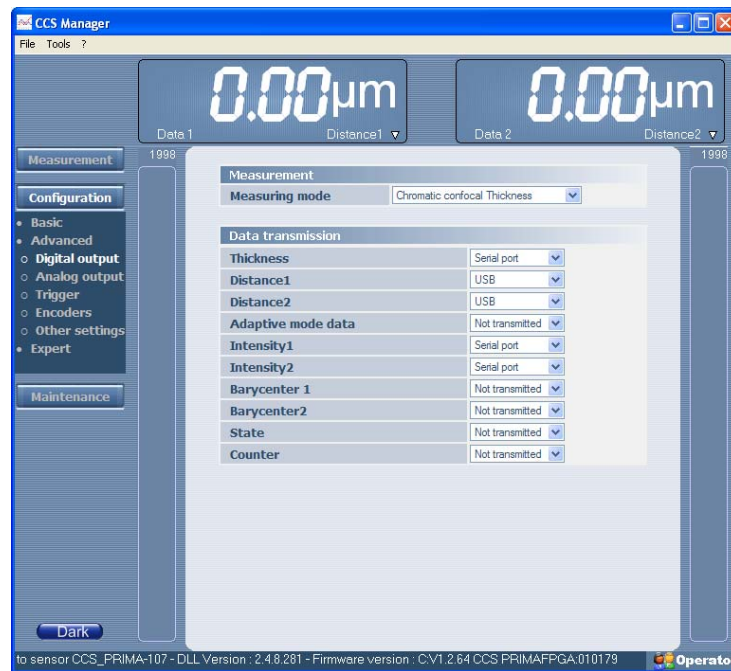 CCS Manager
File Tools ?
0.00µm
Data 1 Distance1
0.00µm
Data 2 Distance2
1998
1998
Measurement
Configuration
Basic
Advanced
Digital output
Analog output
Trigger
Encoders
Other settings
Expert
Maintenance
Dark
Measurement
Measuring mode Chromatic confocal Thickness
Data transmission
Thickness Serial port
Distance1 USB
Distance2 USB
Adaptive mode data Not transmitted
Intensity1 Serial port
Intensity2 Serial port
Barycenter 1 Not transmitted
Barycenter2 Not transmitted
State Not transmitted
Counter Not transmitted
to sensor CCS_PRIMA-107 - DLL Version : 2.4.8.281 - Firmware version : C:V1.2.64 CCS PRIMAFPGA:010179 Operato